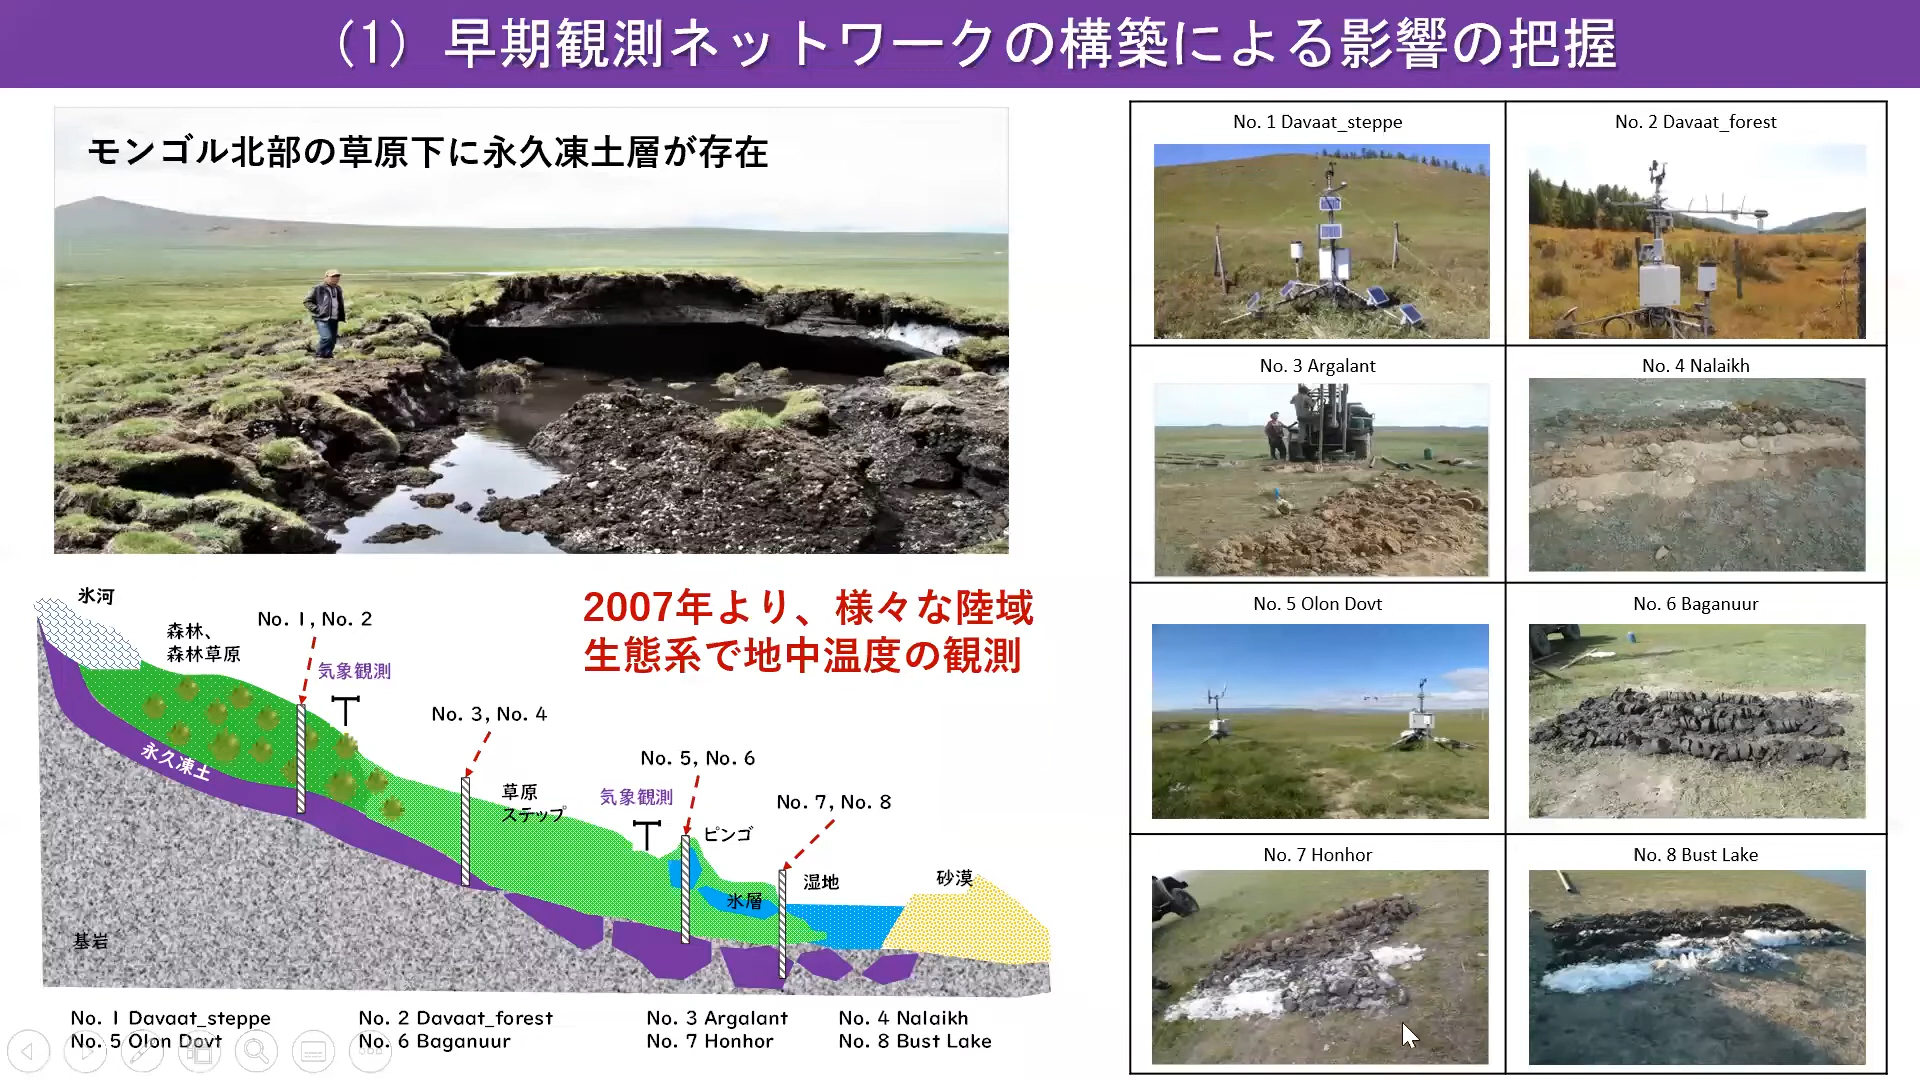 (1) 早期観測ネットワークの構築による影響の把握
モンゴル北部の草原下に永久凍土層が存在
2007年より、様々な陸域
生態系で地中温度の観測
氷河
森林、
森林草原
No. 1, No. 2
気象観測
No. 3, No. 4
永久凍土
草原
ステップ
気象観測
No. 5, No. 6
ピンゴ
No. 7, No. 8
氷層
湿地
砂漠
基岩
No. 1 Davaat_steppe
No. 2 Davaat_forest
No. 3 Argalant
No. 4 Nalaikh
No. 5 Olon Dovt
No. 6 Baganuur
No. 7 Honhor
No. 8 Bust Lake
No. 1 Davaat_steppe
No. 2 Davaat_forest
No. 3 Argalant
No. 4 Nalaikh
No. 5 Olon Dovt
No. 6 Baganuur
No. 7 Honhor
No. 8 Bust Lake